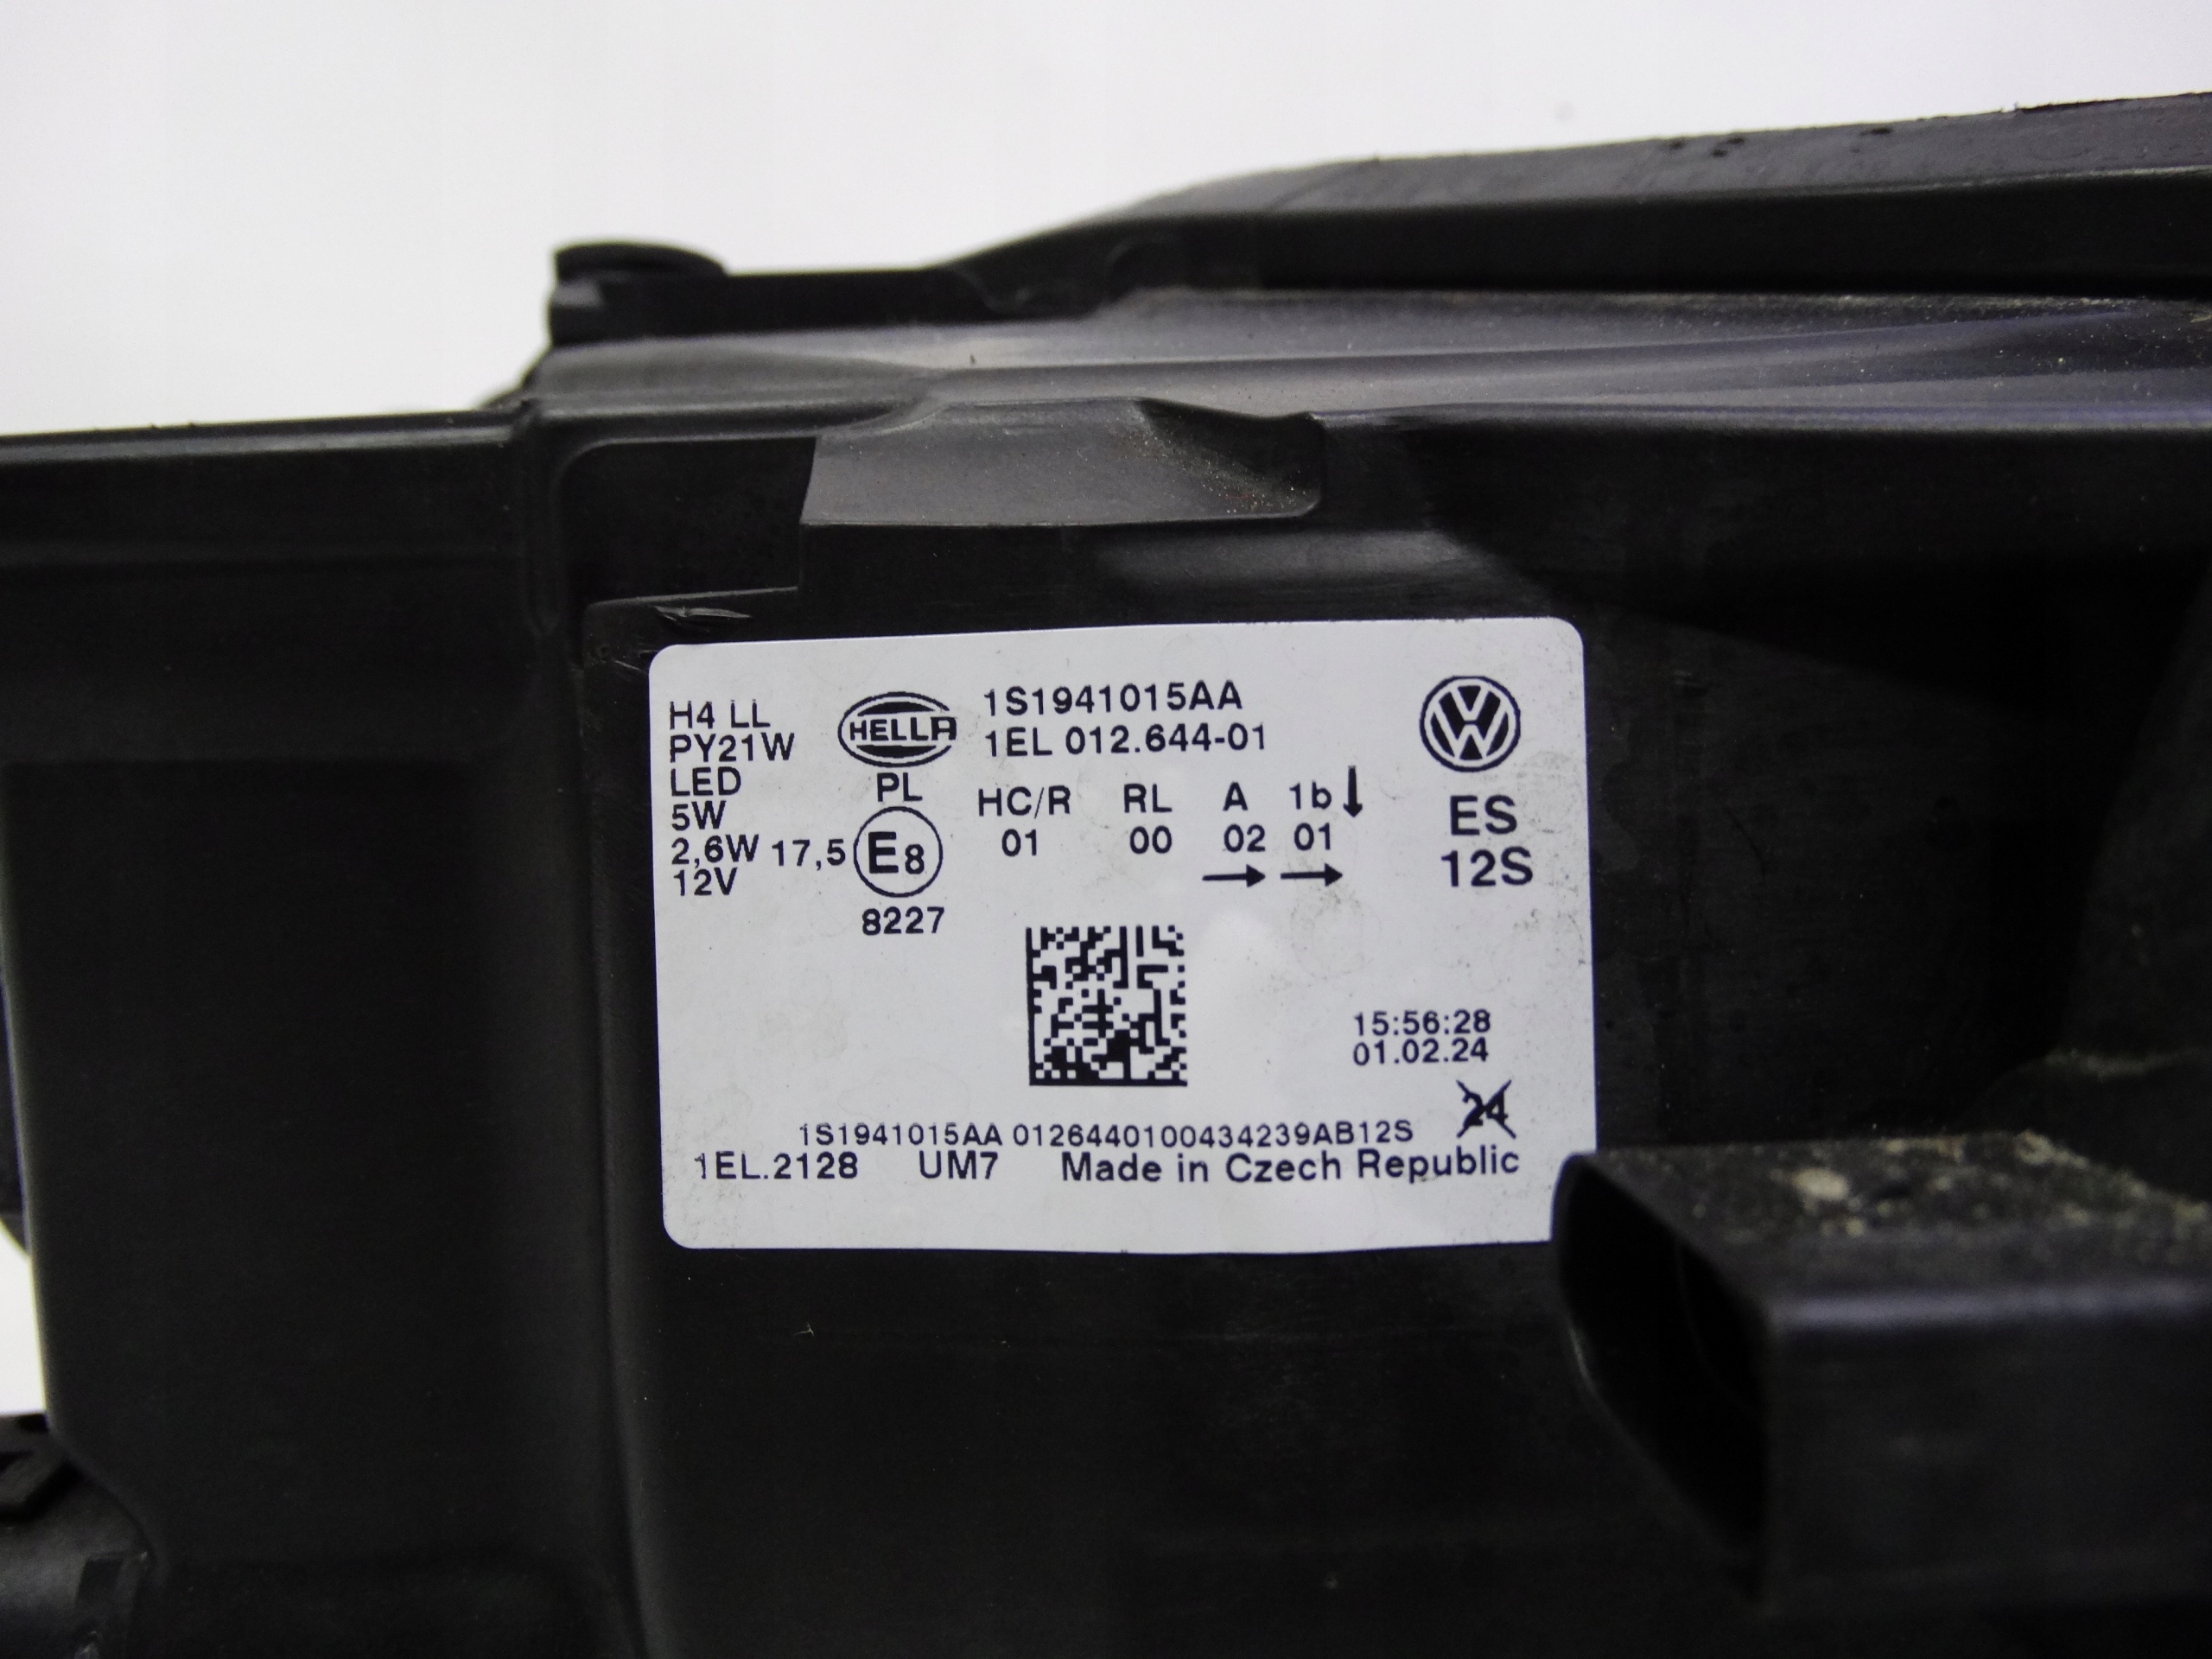 H4 LL
PY21W
LED
5W
2,6W 17,5
12V
HELLA
PL
E8
8227
1S1941015AA
1EL 012.644-01
HC/R RL A 1b ↓
01 00 02 01
→ →
VW
ES
12S
15:56:28
01.02.24
24
1S1941015AA 0126440100434239AB12S
1EL.2128 UM7 Made in Czech Republic